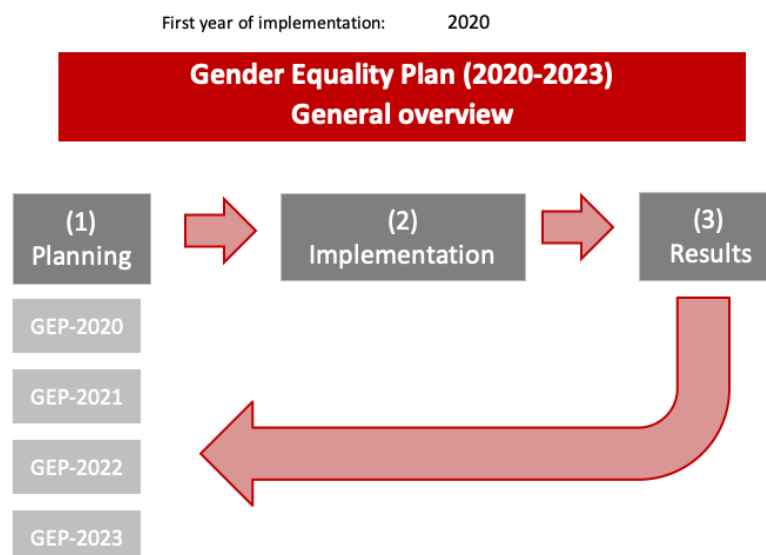 First year of implementation: 2020
Gender Equality Plan (2020-2023)
General overview
(1)
Planning
(2)
Implementation
(3)
Results
GEP-2020
GEP-2021
GEP-2022
GEP-2023